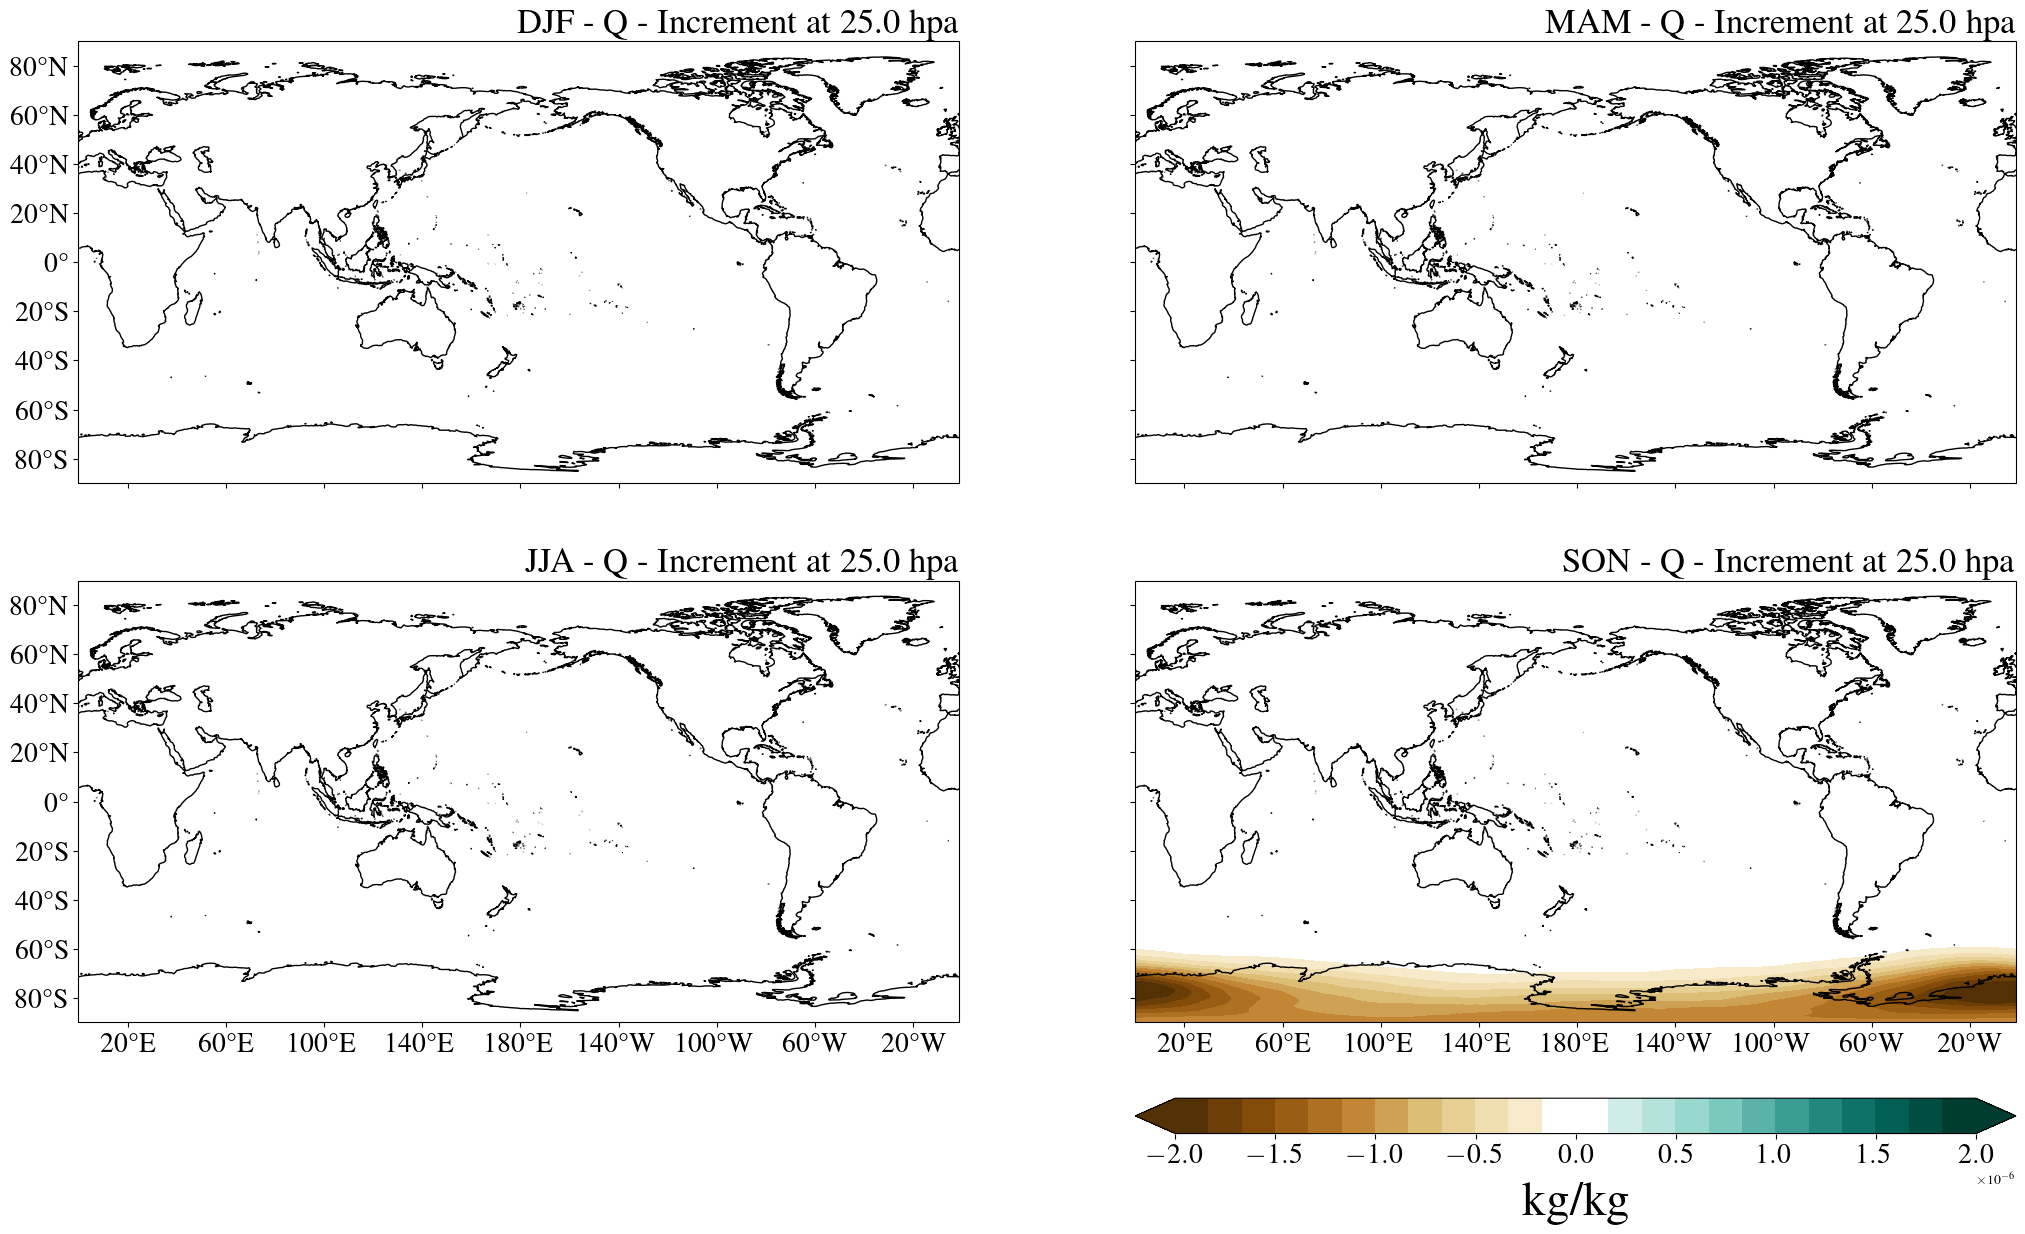 DJF - Q - Increment at 25.0 hpa
MAM - Q - Increment at 25.0 hpa
80°N
60°N
40°N
20°N
0°
20°S
40°S
60°S
80°S
JJA - Q - Increment at 25.0 hpa
SON - Q - Increment at 25.0 hpa
80°N
60°N
40°N
20°N
0°
20°S
40°S
60°S
80°S
20°E 60°E 100°E 140°E 180°E 140°W 100°W 60°W 20°W
20°E 60°E 100°E 140°E 180°E 140°W 100°W 60°W 20°W
−2.0 −1.5 −1.0 −0.5 0.0 0.5 1.0 1.5 2.0
×10⁻⁶
kg/kg